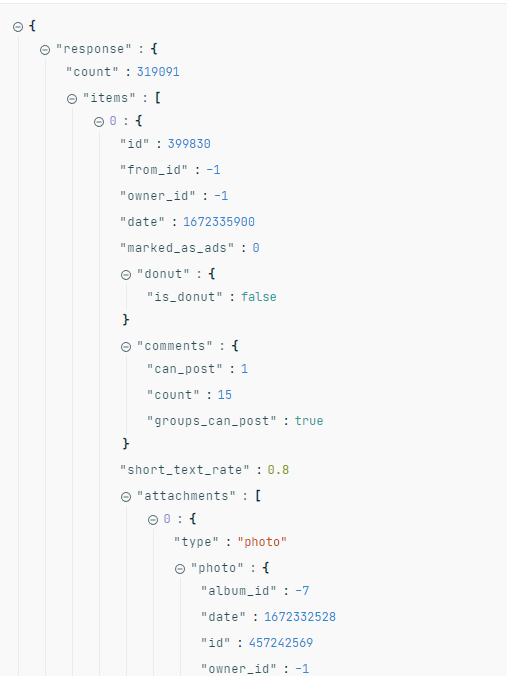 {
"response" : {
"count" : 319091
"items" : [
0 : {
"id" : 399830
"from_id" : -1
"owner_id" : -1
"date" : 1672335900
"marked_as_ads" : 0
"donut" : {
"is_donut" : false
}
"comments" : {
"can_post" : 1
"count" : 15
"groups_can_post" : true
}
"short_text_rate" : 0.8
"attachments" : [
0 : {
"type" : "photo"
"photo" : {
"album_id" : -7
"date" : 1672332528
"id" : 457242569
"owner_id" : -1